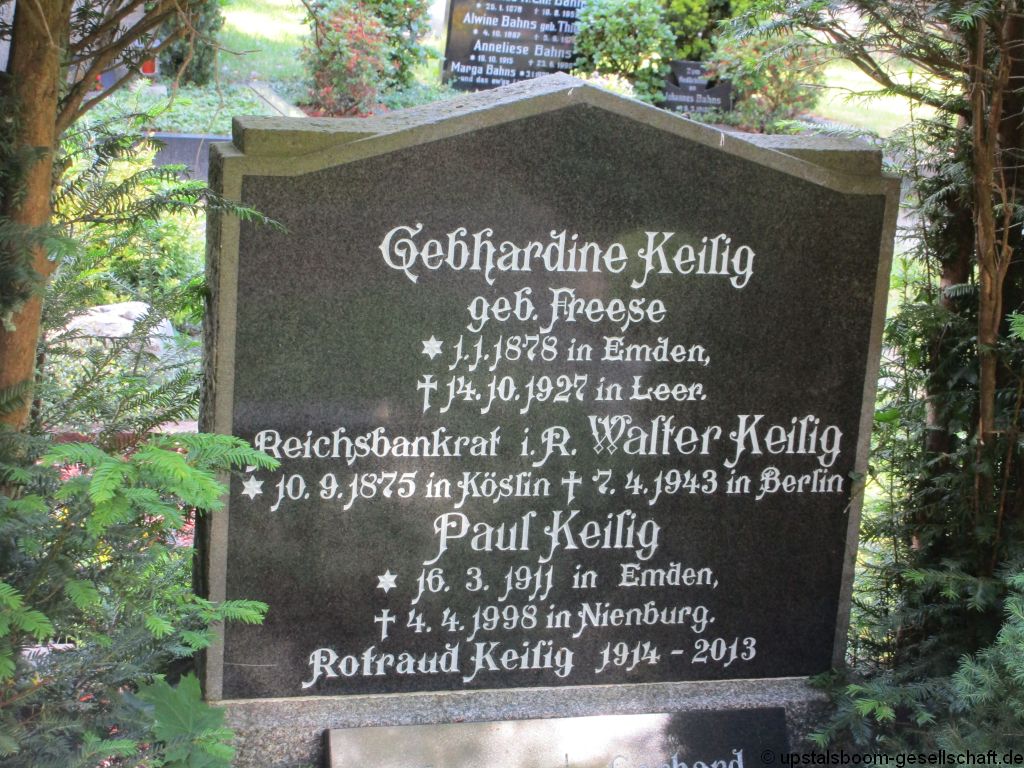 Alwine Bahns geb.
Anneliese Bahns
Marga Bahns
Gebhardine Keilig
geb. Freese
* 1.1.1878 in Emden,
† 14.10.1927 in Leer.
Reichsbankrat i.R. Walter Keilig
* 10.9.1875 in Köslin † 7.4.1943 in Berlin
Paul Keilig
* 16. 3. 1911 in Emden,
† 4. 4. 1998 in Nienburg.
Rotraud Keilig 1914 - 2013
© upstalsboom-gesellschaft.de